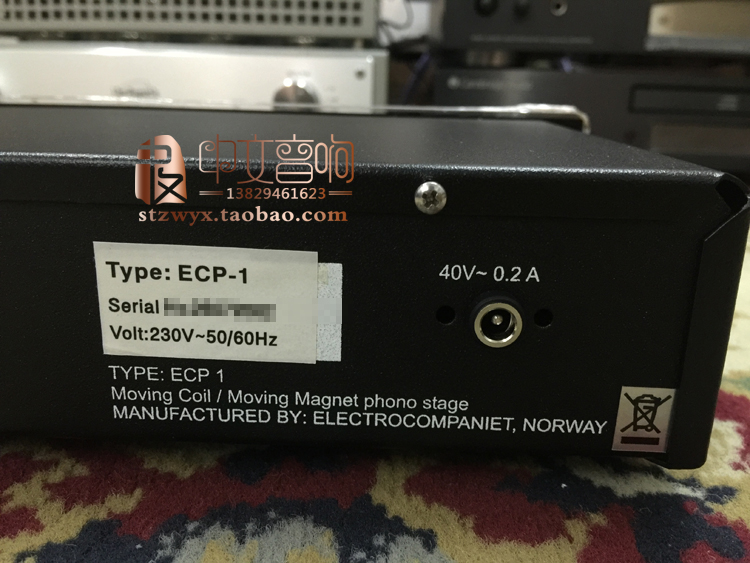 中文音响
13829461623
stzwyx.taobao.com
Type: ECP-1
Serial
Volt:230V~50/60Hz
40V~ 0.2 A
TYPE: ECP 1
Moving Coil / Moving Magnet phono stage
MANUFACTURED BY: ELECTROCOMPANIET, NORWAY